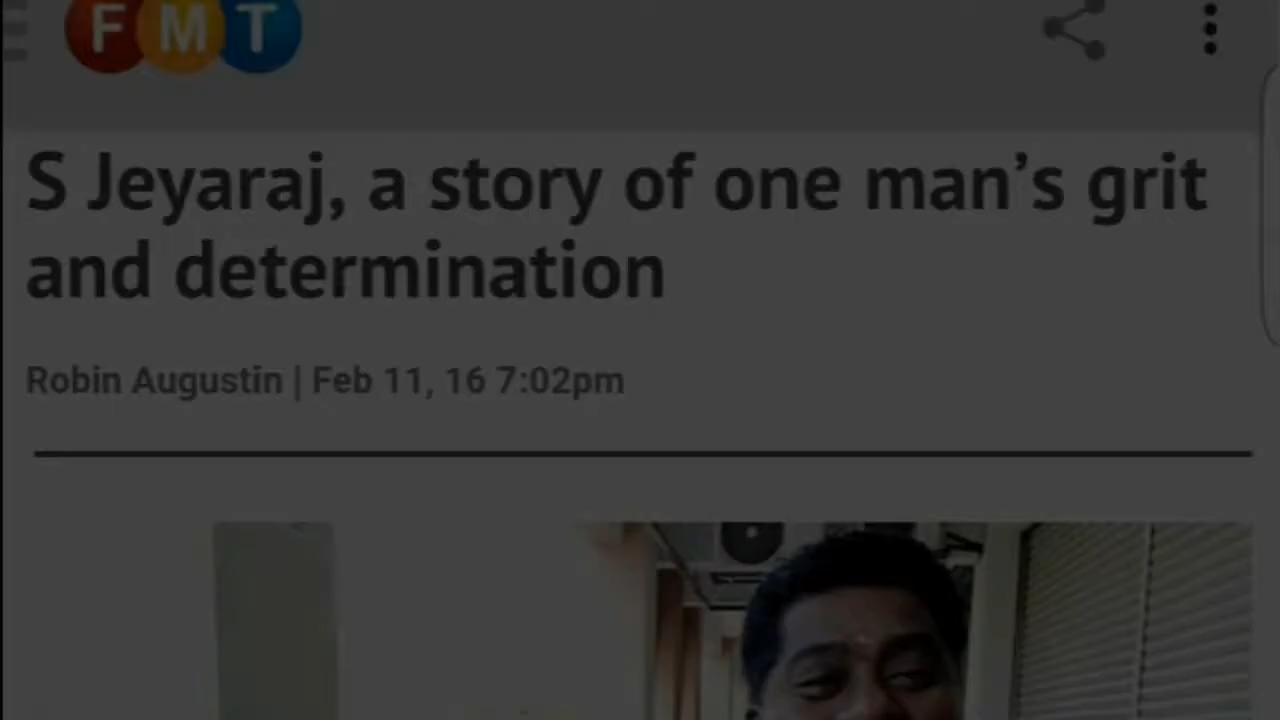 FMT
S Jeyaraj, a story of one man’s grit
and determination
Robin Augustin | Feb 11, 16 7:02pm